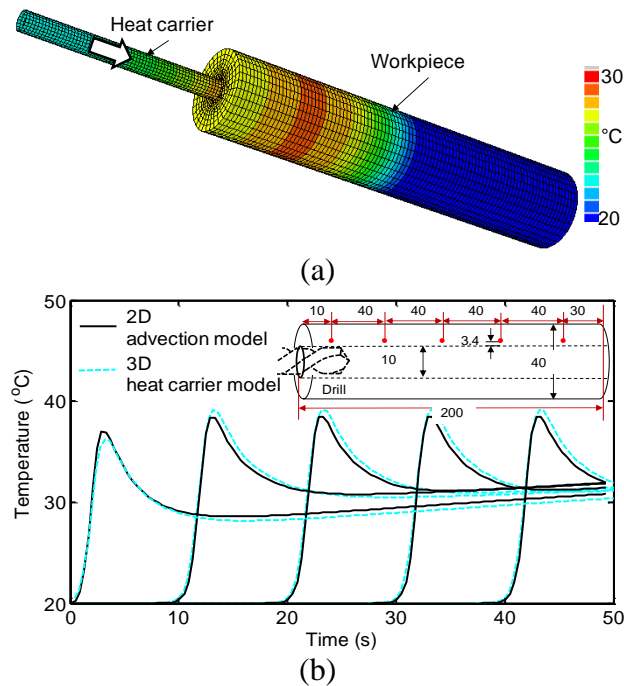 Heat carrier
Workpiece
30
°C
20
(a)
50
40
30
20
Temperature (°C)
2D
advection model
3D
heat carrier model
10 40 40 40 40 30
3.4
10
40
Drill
200
0 10 20 30 40 50
Time (s)
(b)